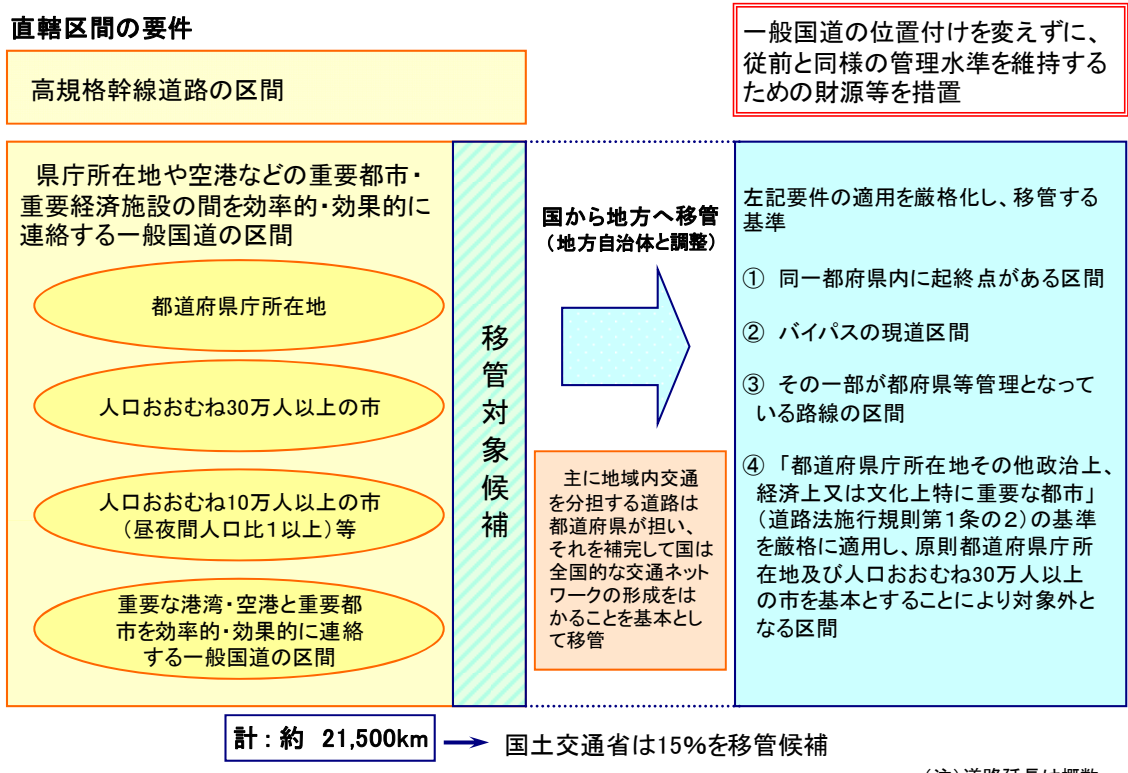 直轄区間の要件
一般国道の位置付けを変えずに、
従前と同様の管理水準を維持する
ための財源等を措置
高規格幹線道路の区間
県庁所在地や空港などの重要都市・
重要経済施設の間を効率的・効果的に
連絡する一般国道の区間
都道府県庁所在地
人口おおむね30万人以上の市
人口おおむね10万人以上の市
（昼夜間人口比１以上）等
重要な港湾・空港と重要都
市を効率的・効果的に連絡
する一般国道の区間
移管対象候補
国から地方へ移管
（地方自治体と調整）
主に地域内交通
を分担する道路は
都道府県が担い、
それを補完して国は
全国的な交通ネット
ワークの形成をは
かることを基本とし
て移管
左記要件の適用を厳格化し、移管する
基準
① 同一都府県内に起終点がある区間
② バイパスの現道区間
③ その一部が都府県等管理となって
いる路線の区間
④ 「都道府県庁所在地その他政治上、
経済上又は文化上特に重要な都市」
（道路法施行規則第１条の２）の基準
を厳格に適用し、原則都道府県庁所
在地及び人口おおむね30万人以上
の市を基本とすることにより対象外と
なる区間
計：約 21,500km
国土交通省は15％を移管候補